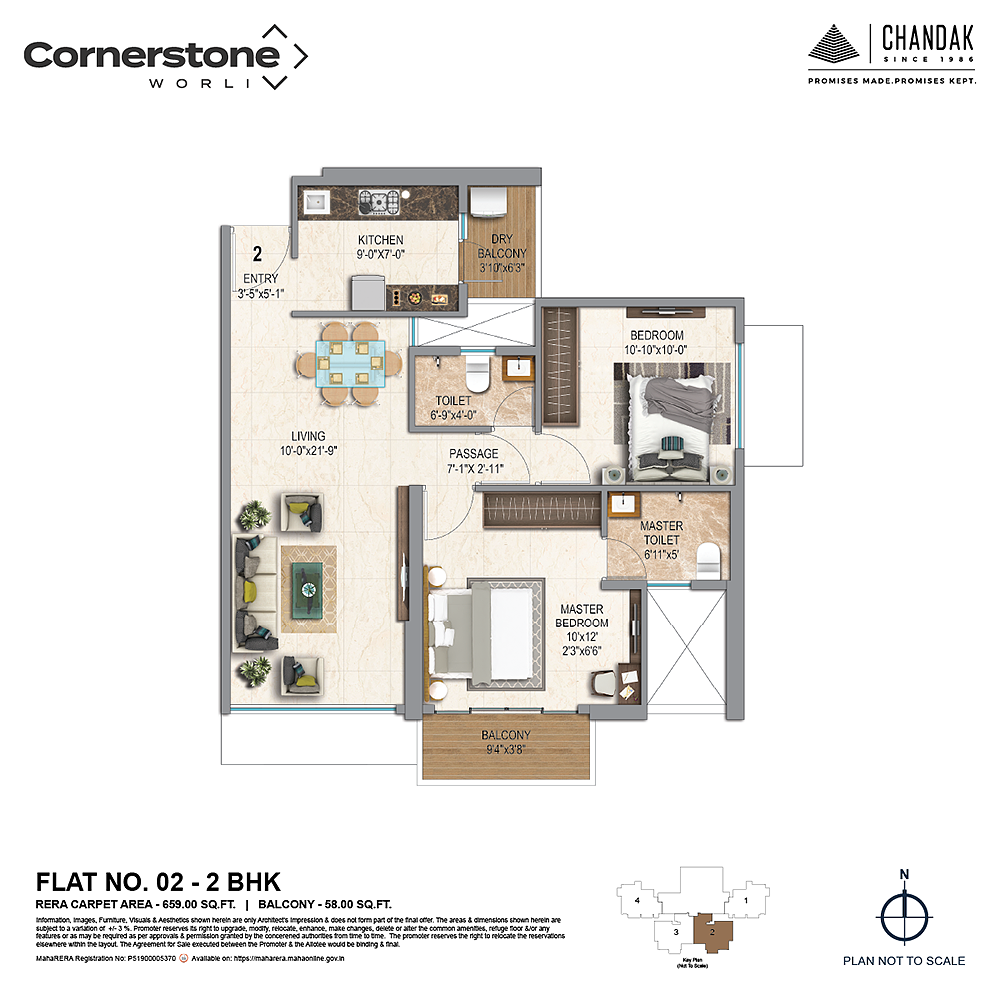 Cornerstone
WORLI
CHANDAK
SINCE 1986
PROMISES MADE.PROMISES KEPT.
KITCHEN
9'-0"X7'-0"
DRY
BALCONY
3'10"x6'3"
2
ENTRY
3'-5"x5'-1"
BEDROOM
10'-10"x10'-0"
TOILET
6'-9"x4'-0"
LIVING
10'-0"x21'-9"
PASSAGE
7'-1"X 2'-11"
MASTER
TOILET
6'11"x5'
MASTER
BEDROOM
10'x12'
2'3"x6'6"
BALCONY
9'4"x3'8"
FLAT NO. 02 - 2 BHK
RERA CARPET AREA - 659.00 SQ.FT. | BALCONY - 58.00 SQ.FT.
Information, Images, Furniture, Visuals & Aesthetics shown herein are only Architect's Impression & does not form part of the final offer. The areas & dimensions shown herein are
subject to a variation of +/- 3 %. Promoter reserves its right to upgrade, modify, relocate, enhance, make changes, delete or alter the common amenities, refuge floor &/or any
features or as may be required as per approvals & permission granted by the concerened authorities from time to time. The promoter reserves the right to relocate the reservations
elsewhere within the layout. The Agreement for Sale executed between the Promoter & the Allotee would be binding & final.
MahaRERA Registration No: P51900005370 Available on: https://maharera.mahaonline.gov.in
4
1
3
2
Key Plan
(Not To Scale)
N
PLAN NOT TO SCALE